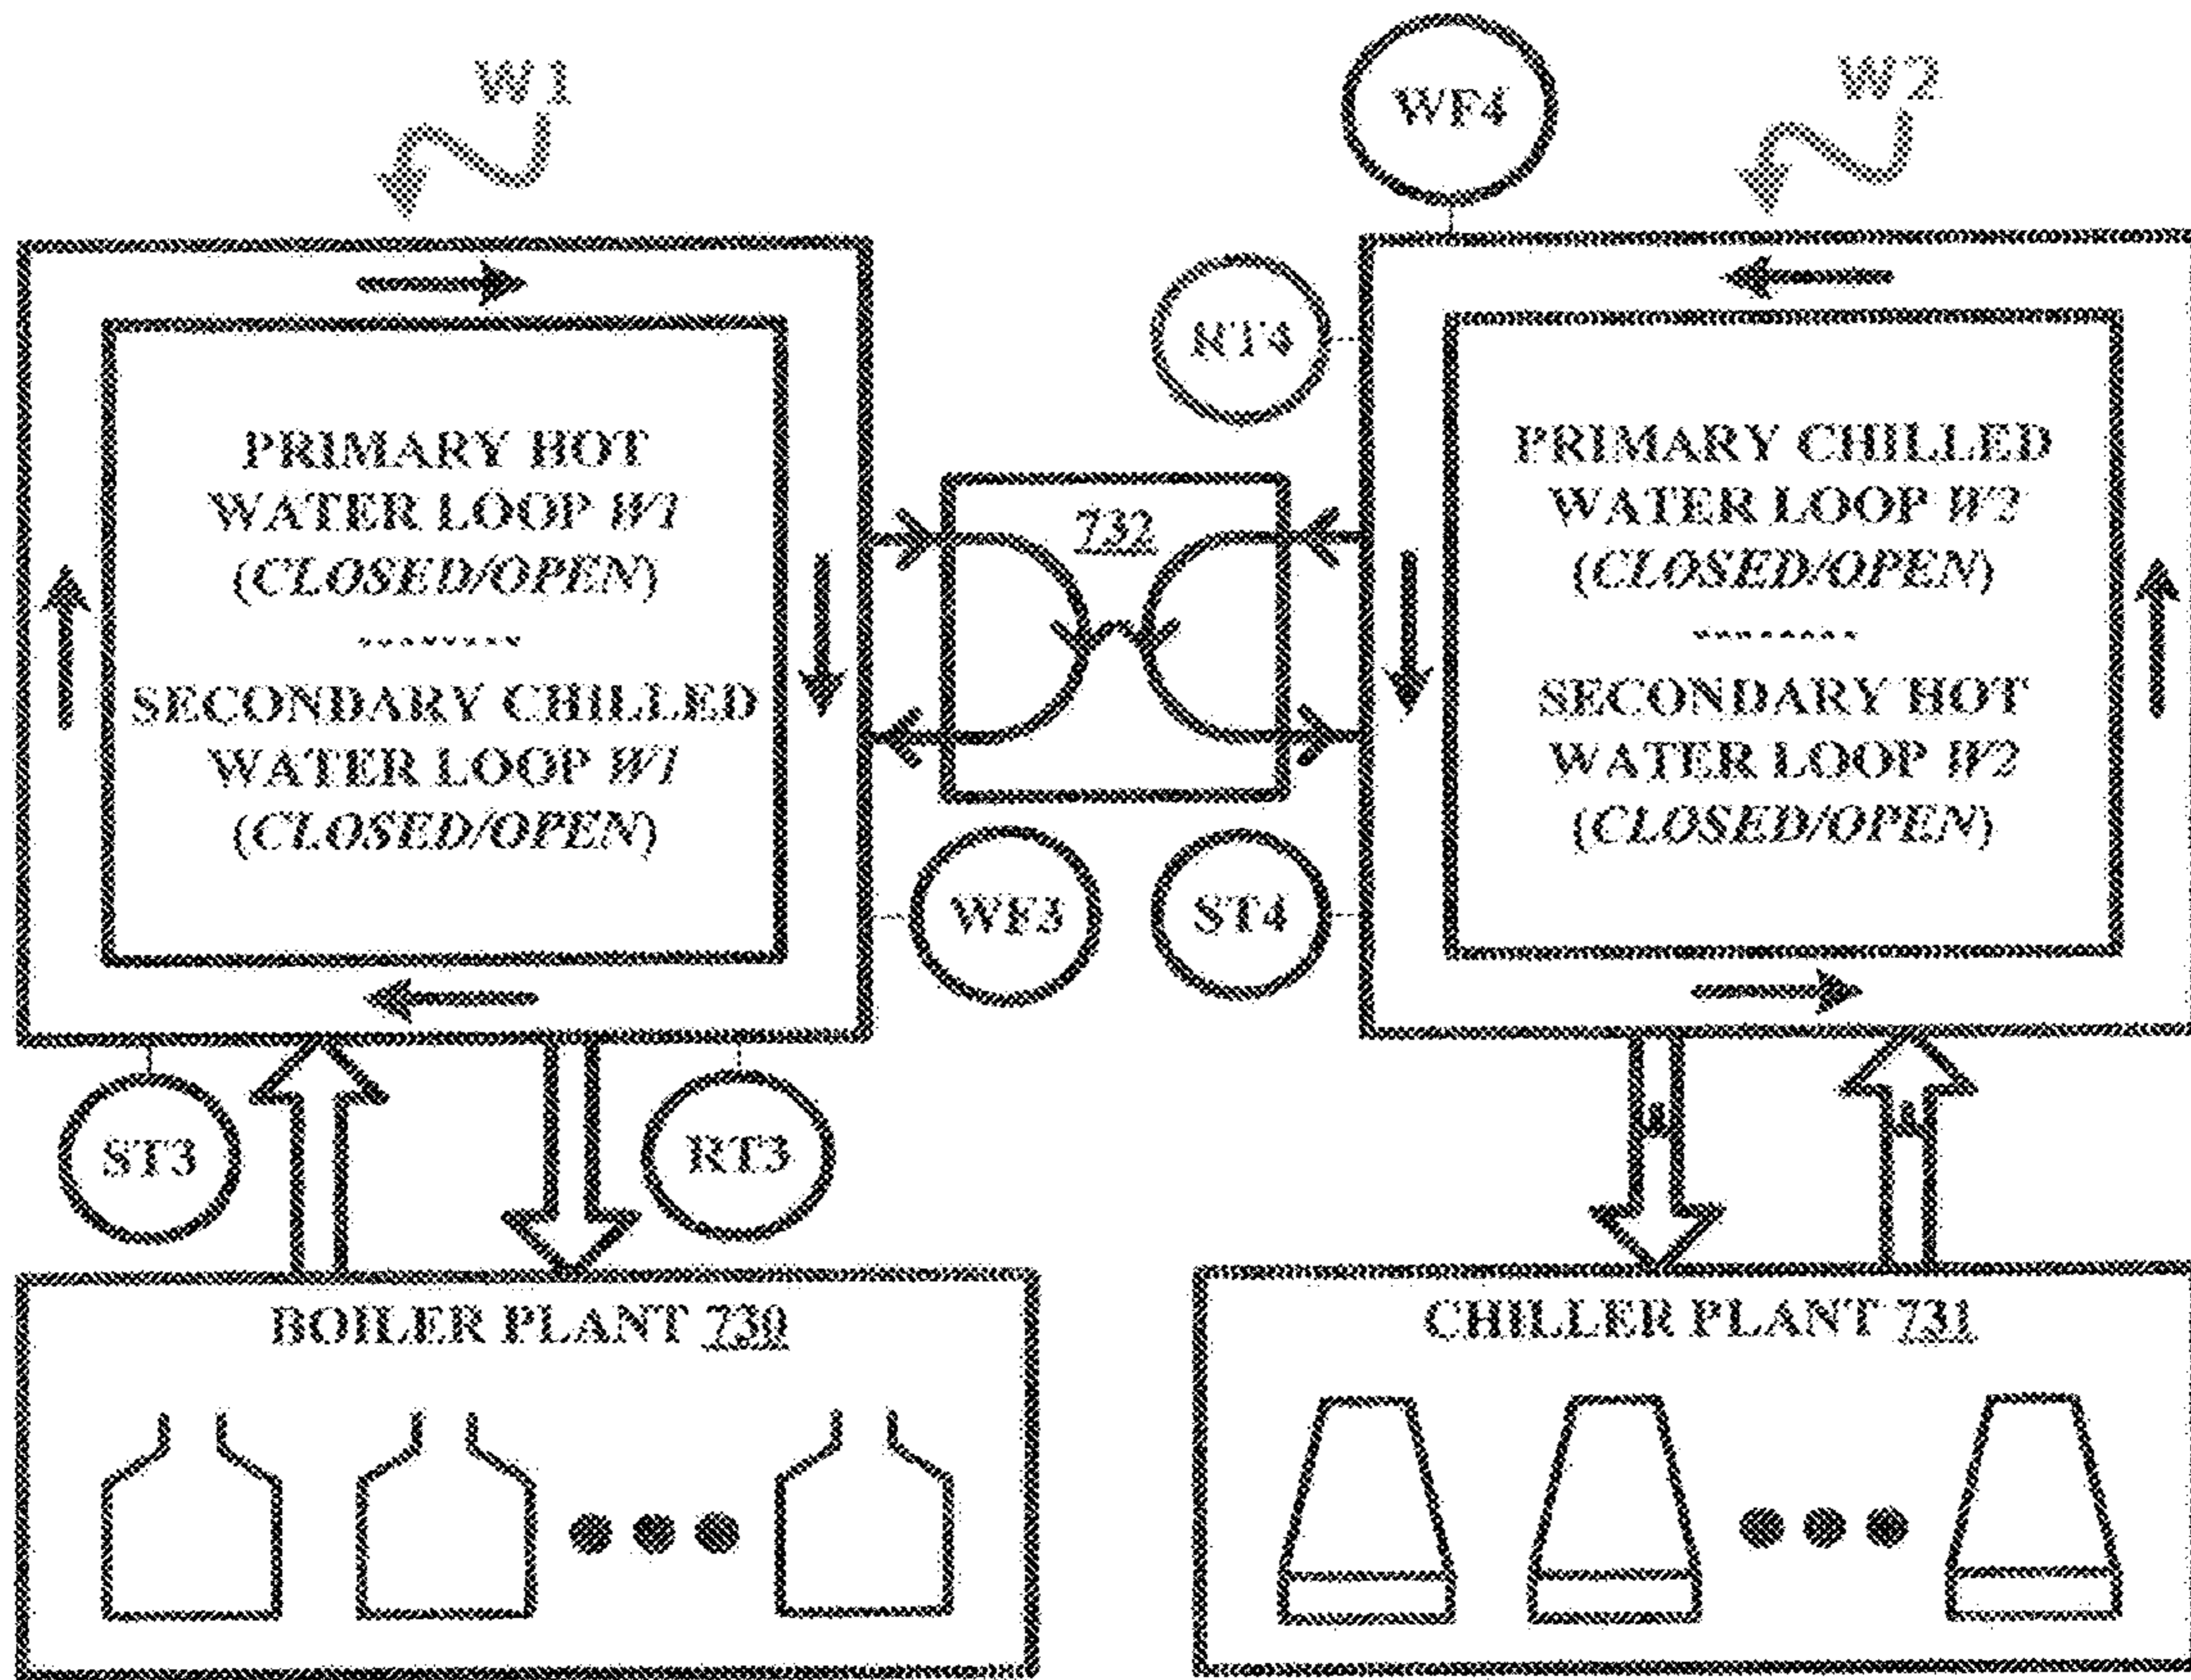 W1
W2
WF4
RT4
PRIMARY HOT
WATER LOOP W1
(CLOSED/OPEN)
SECONDARY CHILLED
WATER LOOP W1
(CLOSED/OPEN)
732
PRIMARY CHILLED
WATER LOOP W2
(CLOSED/OPEN)
SECONDARY HOT
WATER LOOP W2
(CLOSED/OPEN)
WF3
ST4
ST3
RT3
BOILER PLANT 730
CHILLER PLANT 731